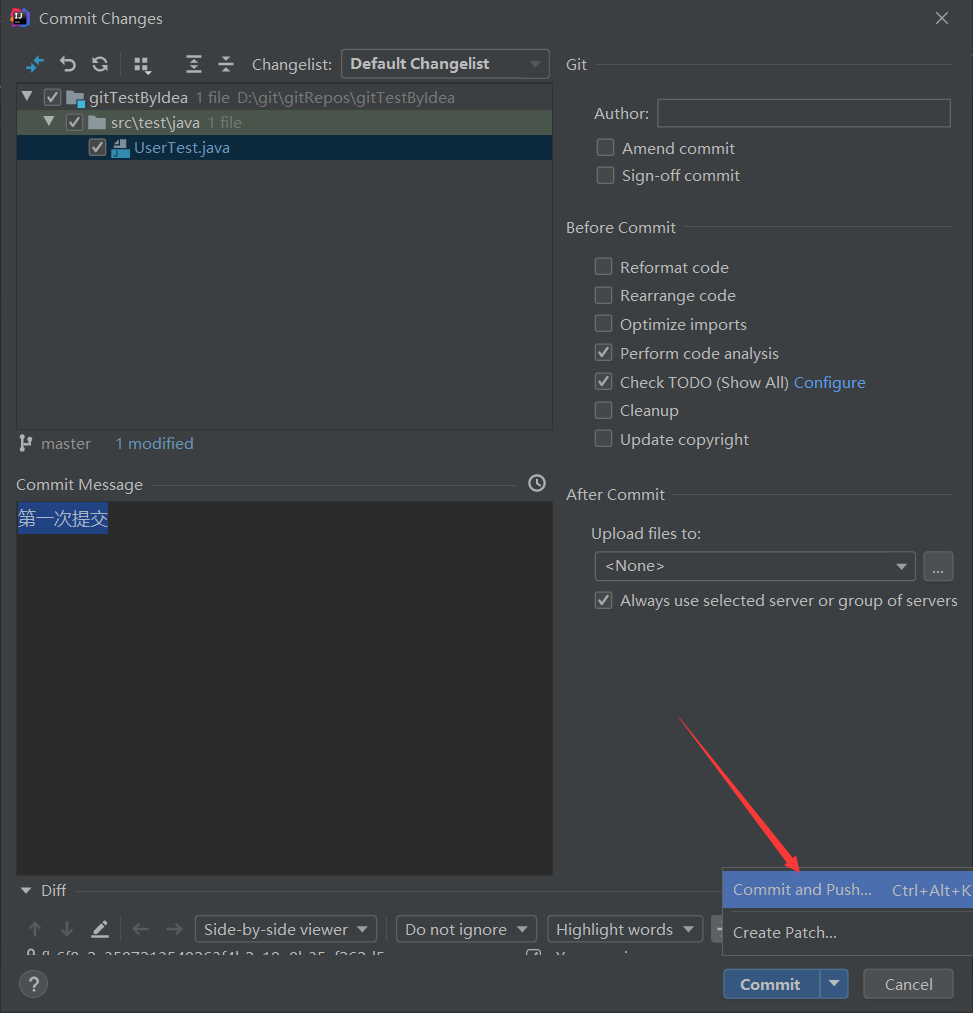 Commit Changes
Changelist: Default Changelist
gitTestByIdea 1 file D:\git\gitRepos\gitTestByIdea
src\test\java 1 file
UserTest.java
master 1 modified
Commit Message
第一次提交
Git
Author:
Amend commit
Sign-off commit
Before Commit
Reformat code
Rearrange code
Optimize imports
Perform code analysis
Check TODO (Show All) Configure
Cleanup
Update copyright
After Commit
Upload files to:
<None>
...
Always use selected server or group of servers
Diff
Side-by-side viewer Do not ignore Highlight words
Commit and Push... Ctrl+Alt+K
Create Patch...
? Commit Cancel